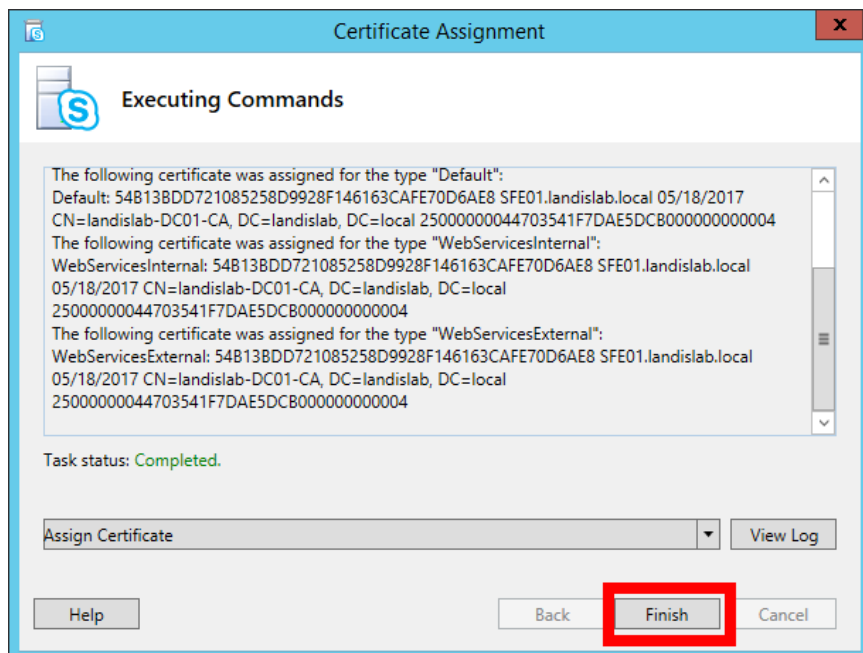 Certificate Assignment
x
S
Executing Commands
The following certificate was assigned for the type "Default":
Default: 54B13BDD721085258D9928F146163CAFE70D6AE8 SFE01.landislab.local 05/18/2017
CN=landislab-DC01-CA, DC=landislab, DC=local 25000000044703541F7DAE5DCB000000000004
The following certificate was assigned for the type "WebServicesInternal":
WebServicesInternal: 54B13BDD721085258D9928F146163CAFE70D6AE8 SFE01.landislab.local
05/18/2017 CN=landislab-DC01-CA, DC=landislab, DC=local
25000000044703541F7DAE5DCB000000000004
The following certificate was assigned for the type "WebServicesExternal":
WebServicesExternal: 54B13BDD721085258D9928F146163CAFE70D6AE8 SFE01.landislab.local
05/18/2017 CN=landislab-DC01-CA, DC=landislab, DC=local
25000000044703541F7DAE5DCB000000000004
Task status: Completed.
Assign Certificate
View Log
Help
Back
Finish
Cancel